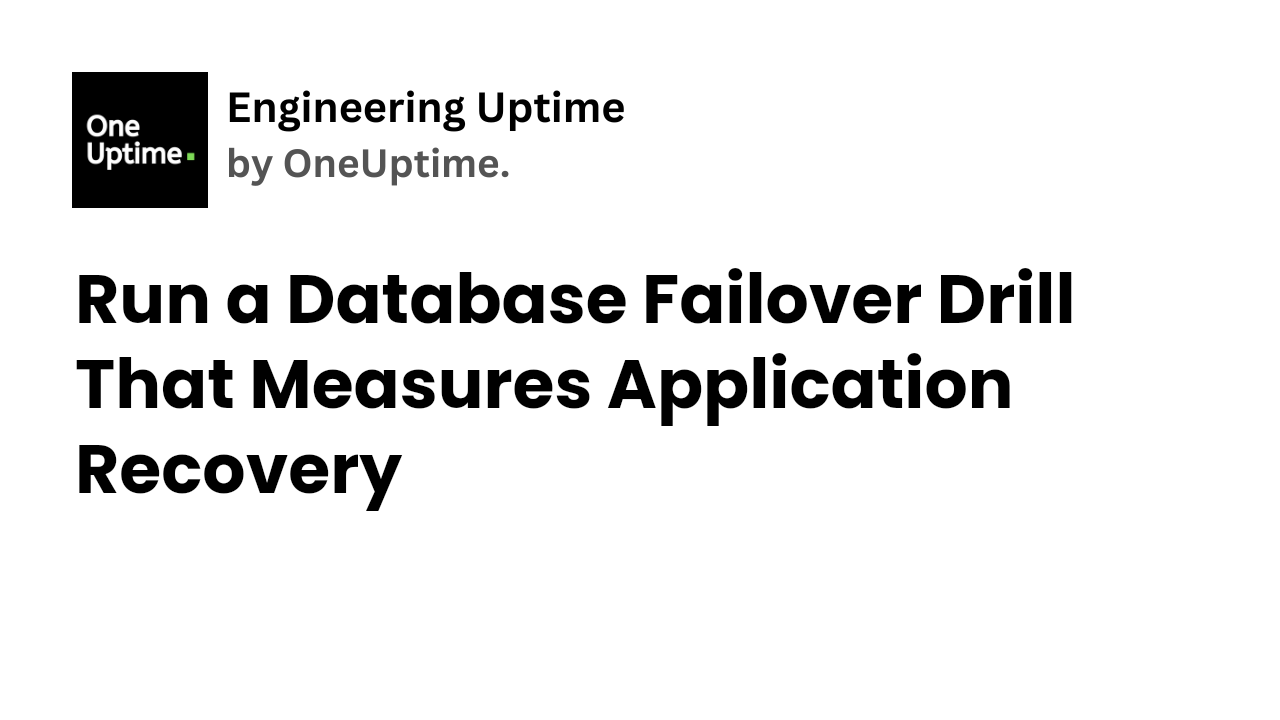 One
Uptime.
Engineering Uptime
by OneUptime.
Run a Database Failover Drill
That Measures Application
Recovery